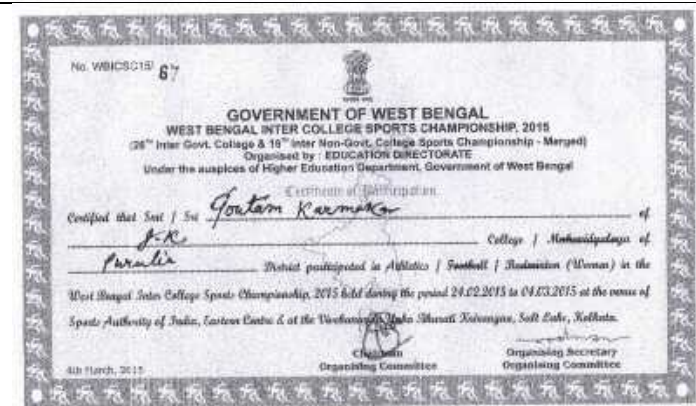 No. WBICSC15/ 67
GOVERNMENT OF WEST BENGAL
WEST BENGAL INTER COLLEGE SPORTS CHAMPIONSHIP, 2015
(26th Inter Govt. College & 19th Inter Non-Govt. College Sports Championship - Merged)
Organised by : EDUCATION DIRECTORATE
Under the auspices of Higher Education Department, Government of West Bengal
Certificate of Participation
Certified that Smt / Sri Goutam Karmakar of
J.K College / Mahavidyalaya of
Purulia District participated in Athletics / Football / Badminton (Women) in the
West Bengal Inter College Sports Championship, 2015 held during the period 24.02.2015 to 04.03.2015 at the venue of
Sports Authority of India, Eastern Centre & at the Vivekananda Yuba Bharati Krirangan, Salt Lake, Kolkata.
4th March, 2015
Chairman
Organising Committee
Organising Secretary
Organising Committee